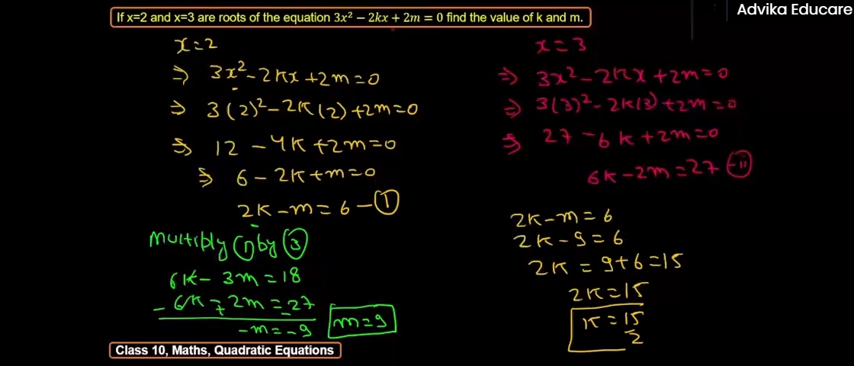 Advika Educare
If x=2 and x=3 are roots of the equation 3x² − 2kx + 2m = 0 find the value of k and m.
x=2
⇒ 3x²-2kx+2m=0
⇒ 3(2)²-2k(2)+2m=0
⇒ 12-4k+2m=0
⇒ 6-2k+m=0
2k-m=6 -①
multiply ① by ③
6k-3m=18
-6k=+2m=-27
-m=-9
m=9
x=3
⇒ 3x²-2kx+2m=0
⇒ 3(3)²-2k(3)+2m=0
⇒ 27-6k+2m=0
6k-2m=27 -ⅱ
2k-m=6
2k-9=6
2k=9+6=15
2k=15
k=15/2
Class 10, Maths, Quadratic Equations